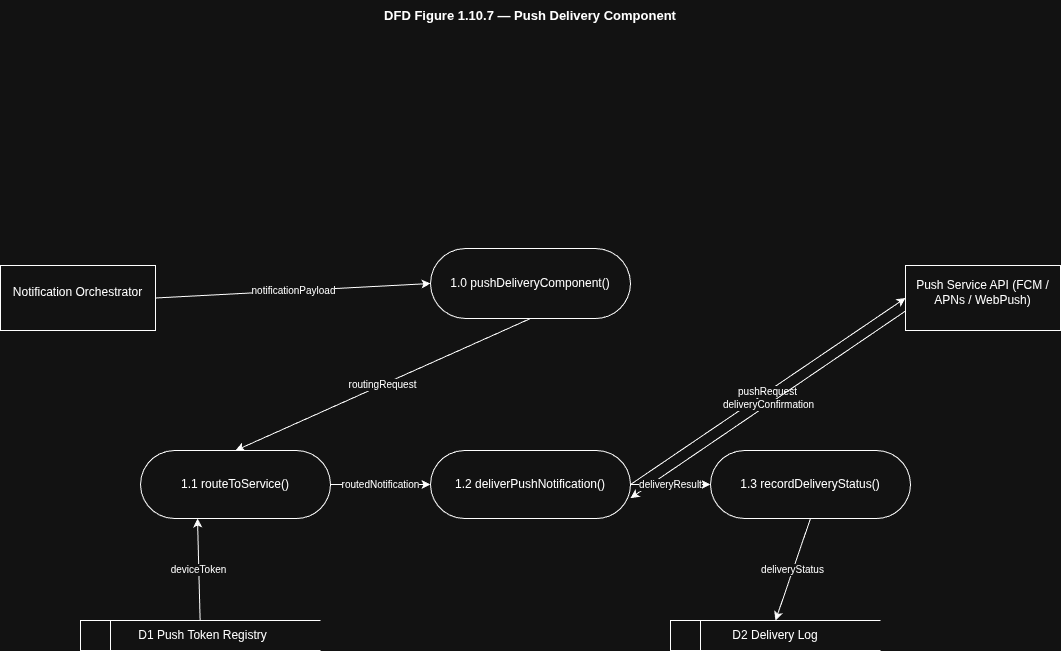 DFD Figure 1.10.7 — Push Delivery Component
Notification Orchestrator
notificationPayload
1.0 pushDeliveryComponent()
Push Service API (FCM /
APNs / WebPush)
routingRequest
pushRequest
deliveryConfirmation
1.1 routeToService()
routedNotification
1.2 deliverPushNotification()
deliveryResult
1.3 recordDeliveryStatus()
deviceToken
deliveryStatus
D1 Push Token Registry
D2 Delivery Log